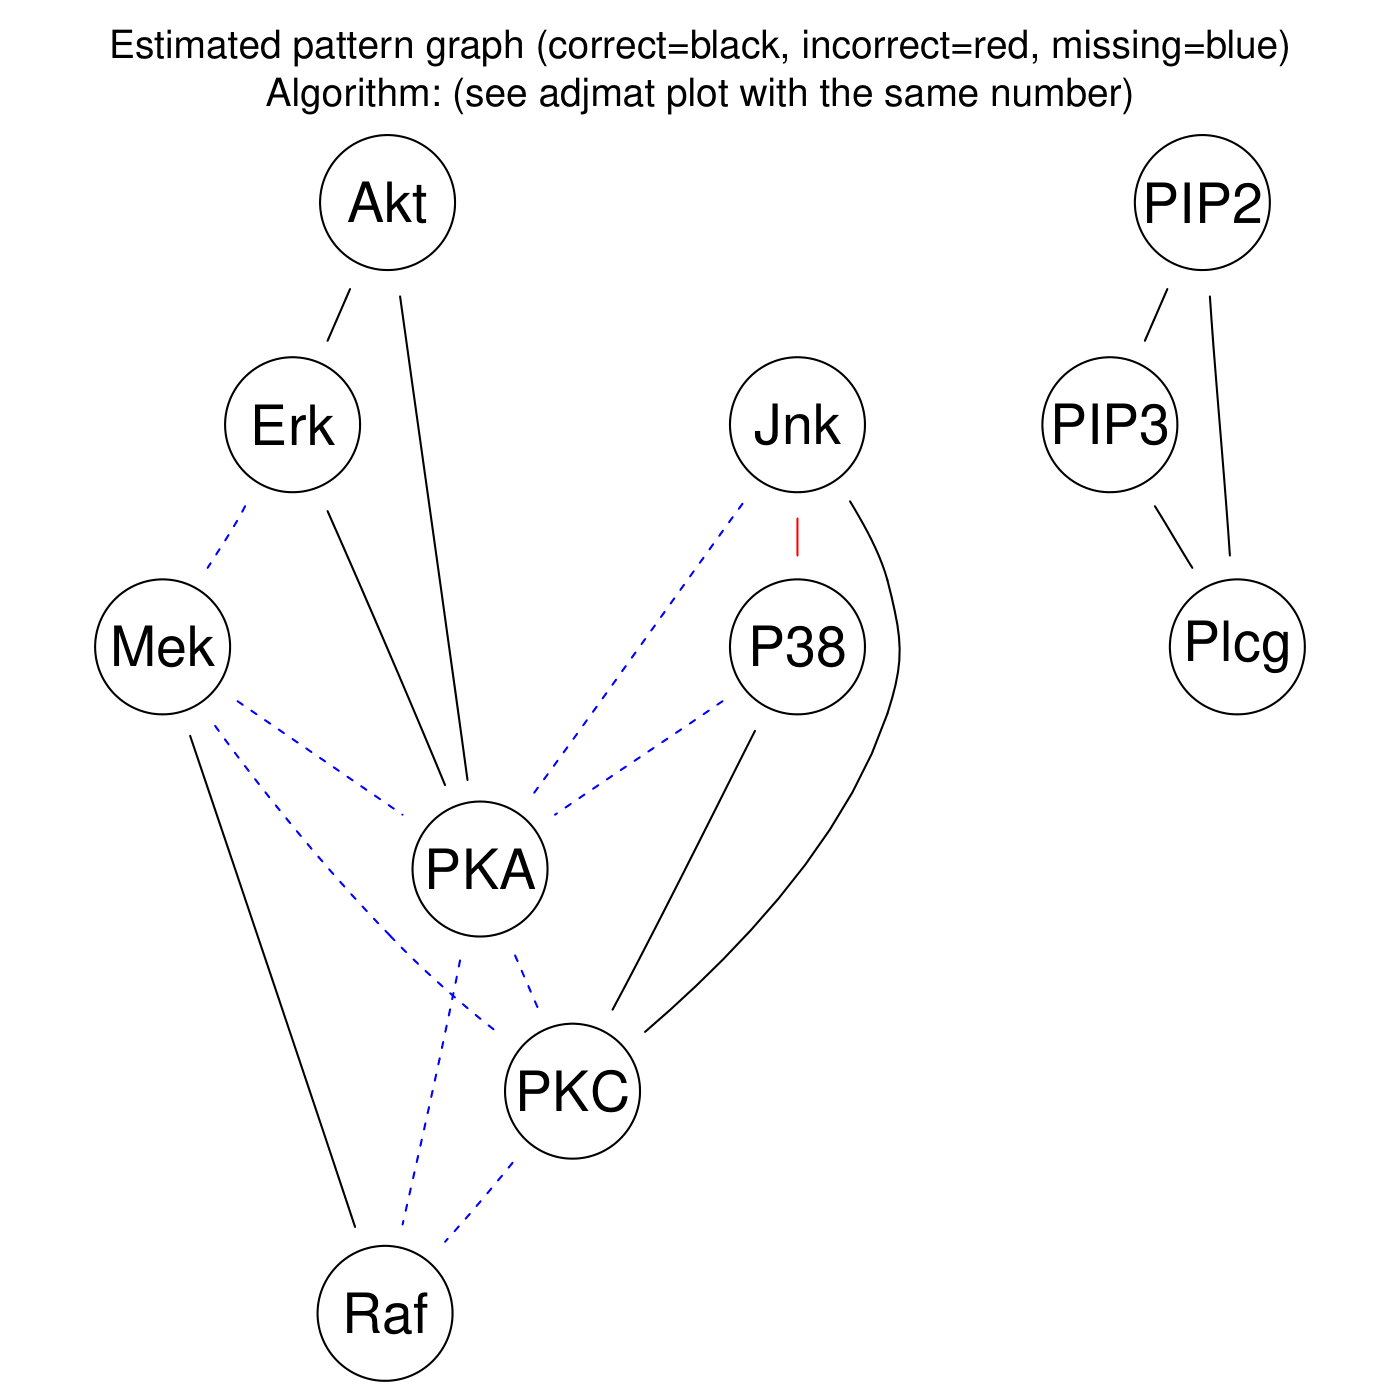 Estimated pattern graph (correct=black, incorrect=red, missing=blue)
Algorithm: (see adjmat plot with the same number)
Akt
PIP2
Erk
Jnk
PIP3
Mek
P38
Plcg
PKA
PKC
Raf